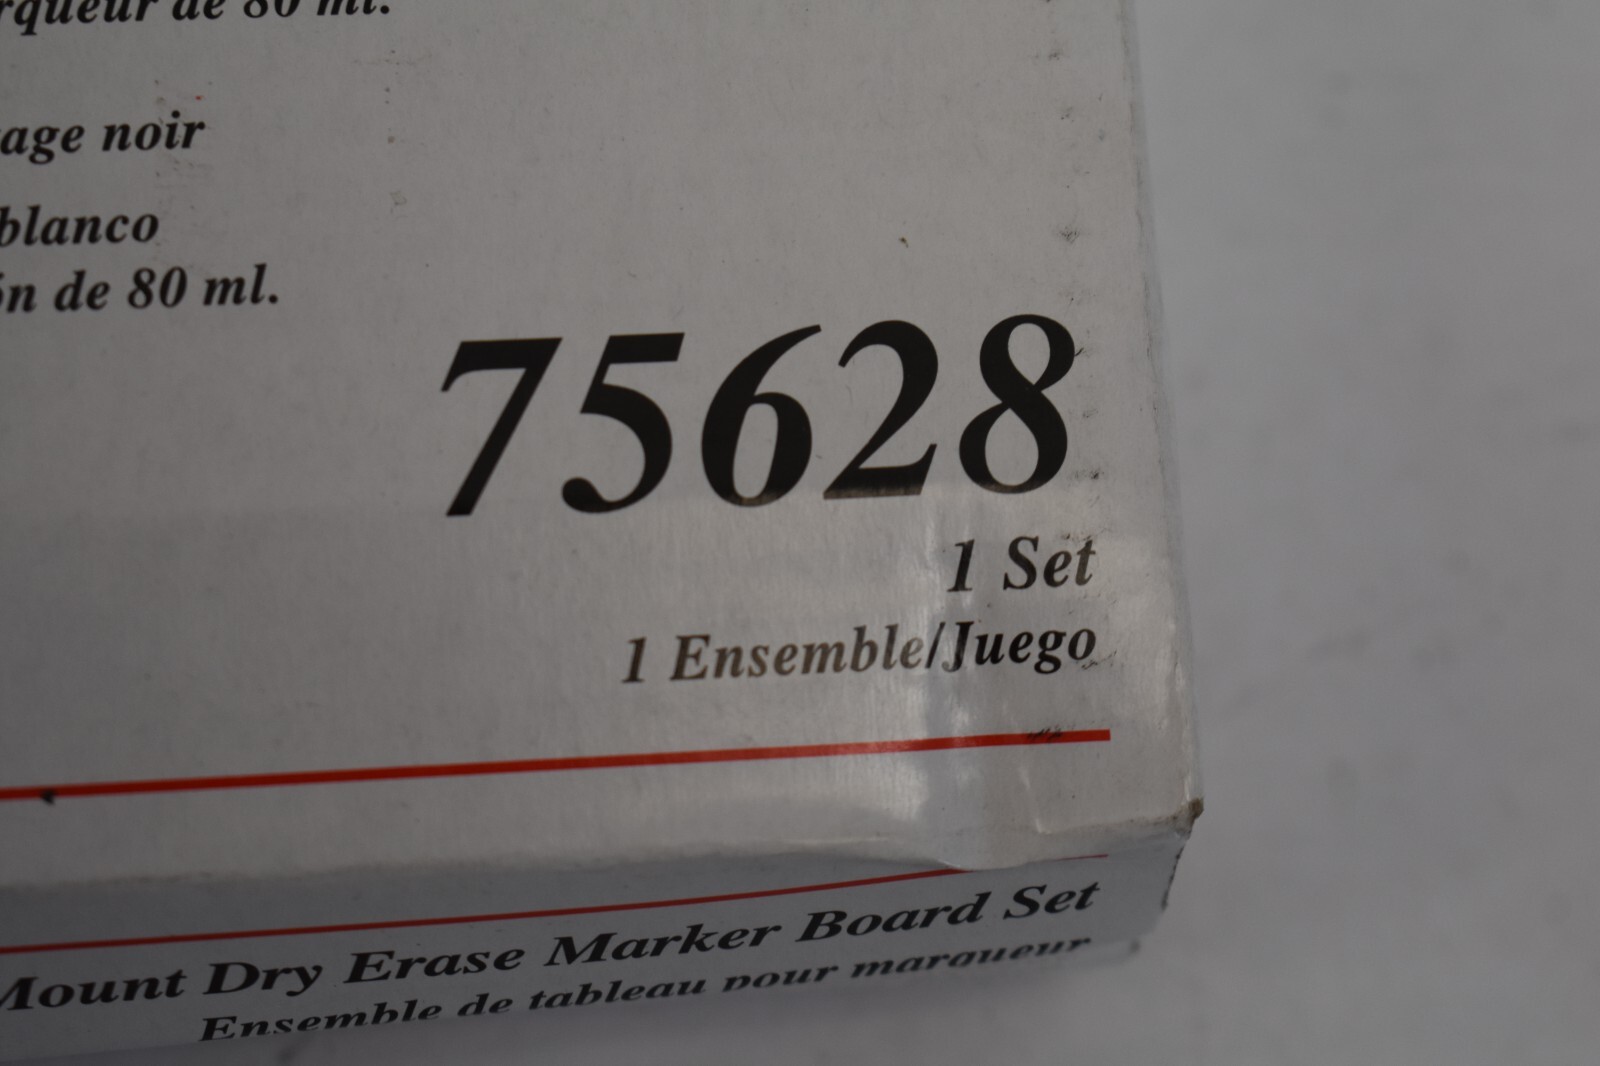 rqueur de 80 ml.
age noir
blanco
ón de 80 ml.
75628
1 Set
1 Ensemble/Juego
Mount Dry Erase Marker Board Set
Ensemble de tableau pour marqueur